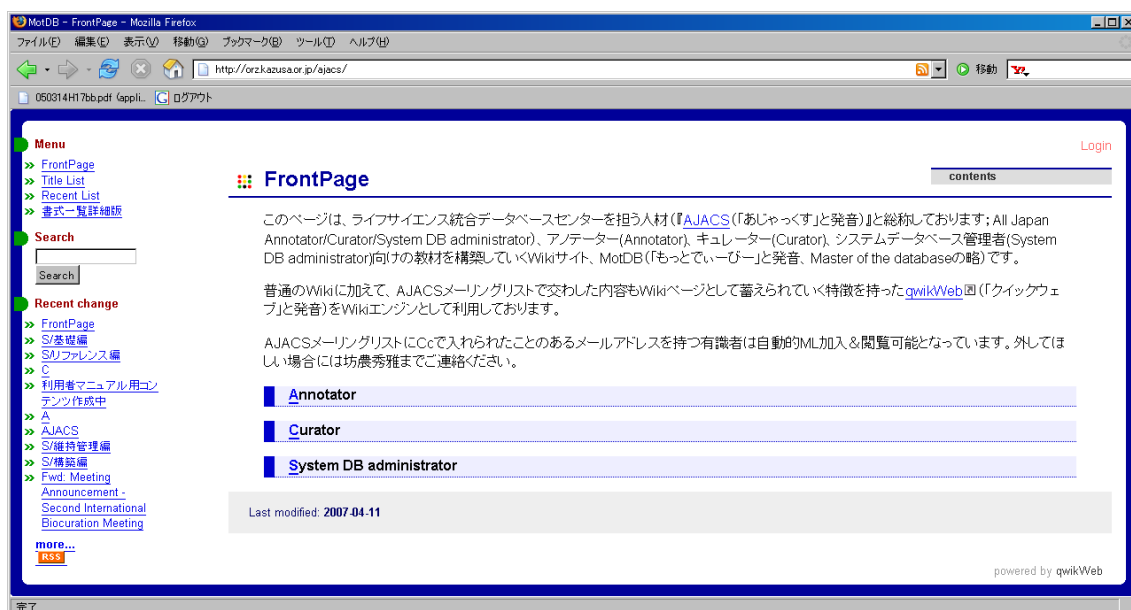 MotDB - FrontPage - Mozilla Firefox
ファイル(F) 編集(E) 表示(V) 移動(G) ブックマーク(B) ツール(T) ヘルプ(H)
http://orz.kazusa.or.jp/ajacs/ 移動
050314H17bb.pdf (appli... ログアウト
Menu
FrontPage
Title List
Recent List
書式一覧詳細版
Search
Search
Recent change
FrontPage
S/基礎編
S/リファレンス編
C
利用者マニュアル用コン
テンツ作成中
A
AJACS
S/維持管理編
S/構築編
Fwd: Meeting
Announcement -
Second International
Biocuration Meeting
more...
RSS
Login
FrontPage
contents
このページは、ライフサイエンス統合データベースセンターを担う人材(『AJACS(「あじゃっくす」と発音)』と総称しております; All Japan
Annotator/Curator/System DB administrator)、アノテーター(Annotator)、キュレーター(Curator)、システムデータベース管理者(System
DB administrator)向けの教材を構築していくWikiサイト、MotDB(「もっとでぃーびー」と発音、Master of the databaseの略)です。
普通のWikiに加えて、AJACSメーリングリストで交わした内容もWikiページとして蓄えられていく特徴を持ったqwikWeb(「クイックウェ
ブ」と発音)をWikiエンジンとして利用しております。
AJACSメーリングリストにCcで入れられたことのあるメールアドレスを持つ有識者は自動的ML加入&閲覧可能となっています。外してほ
しい場合には坊農秀雅までご連絡ください。
Annotator
Curator
System DB administrator
Last modified: 2007-04-11
powered by qwikWeb
完了